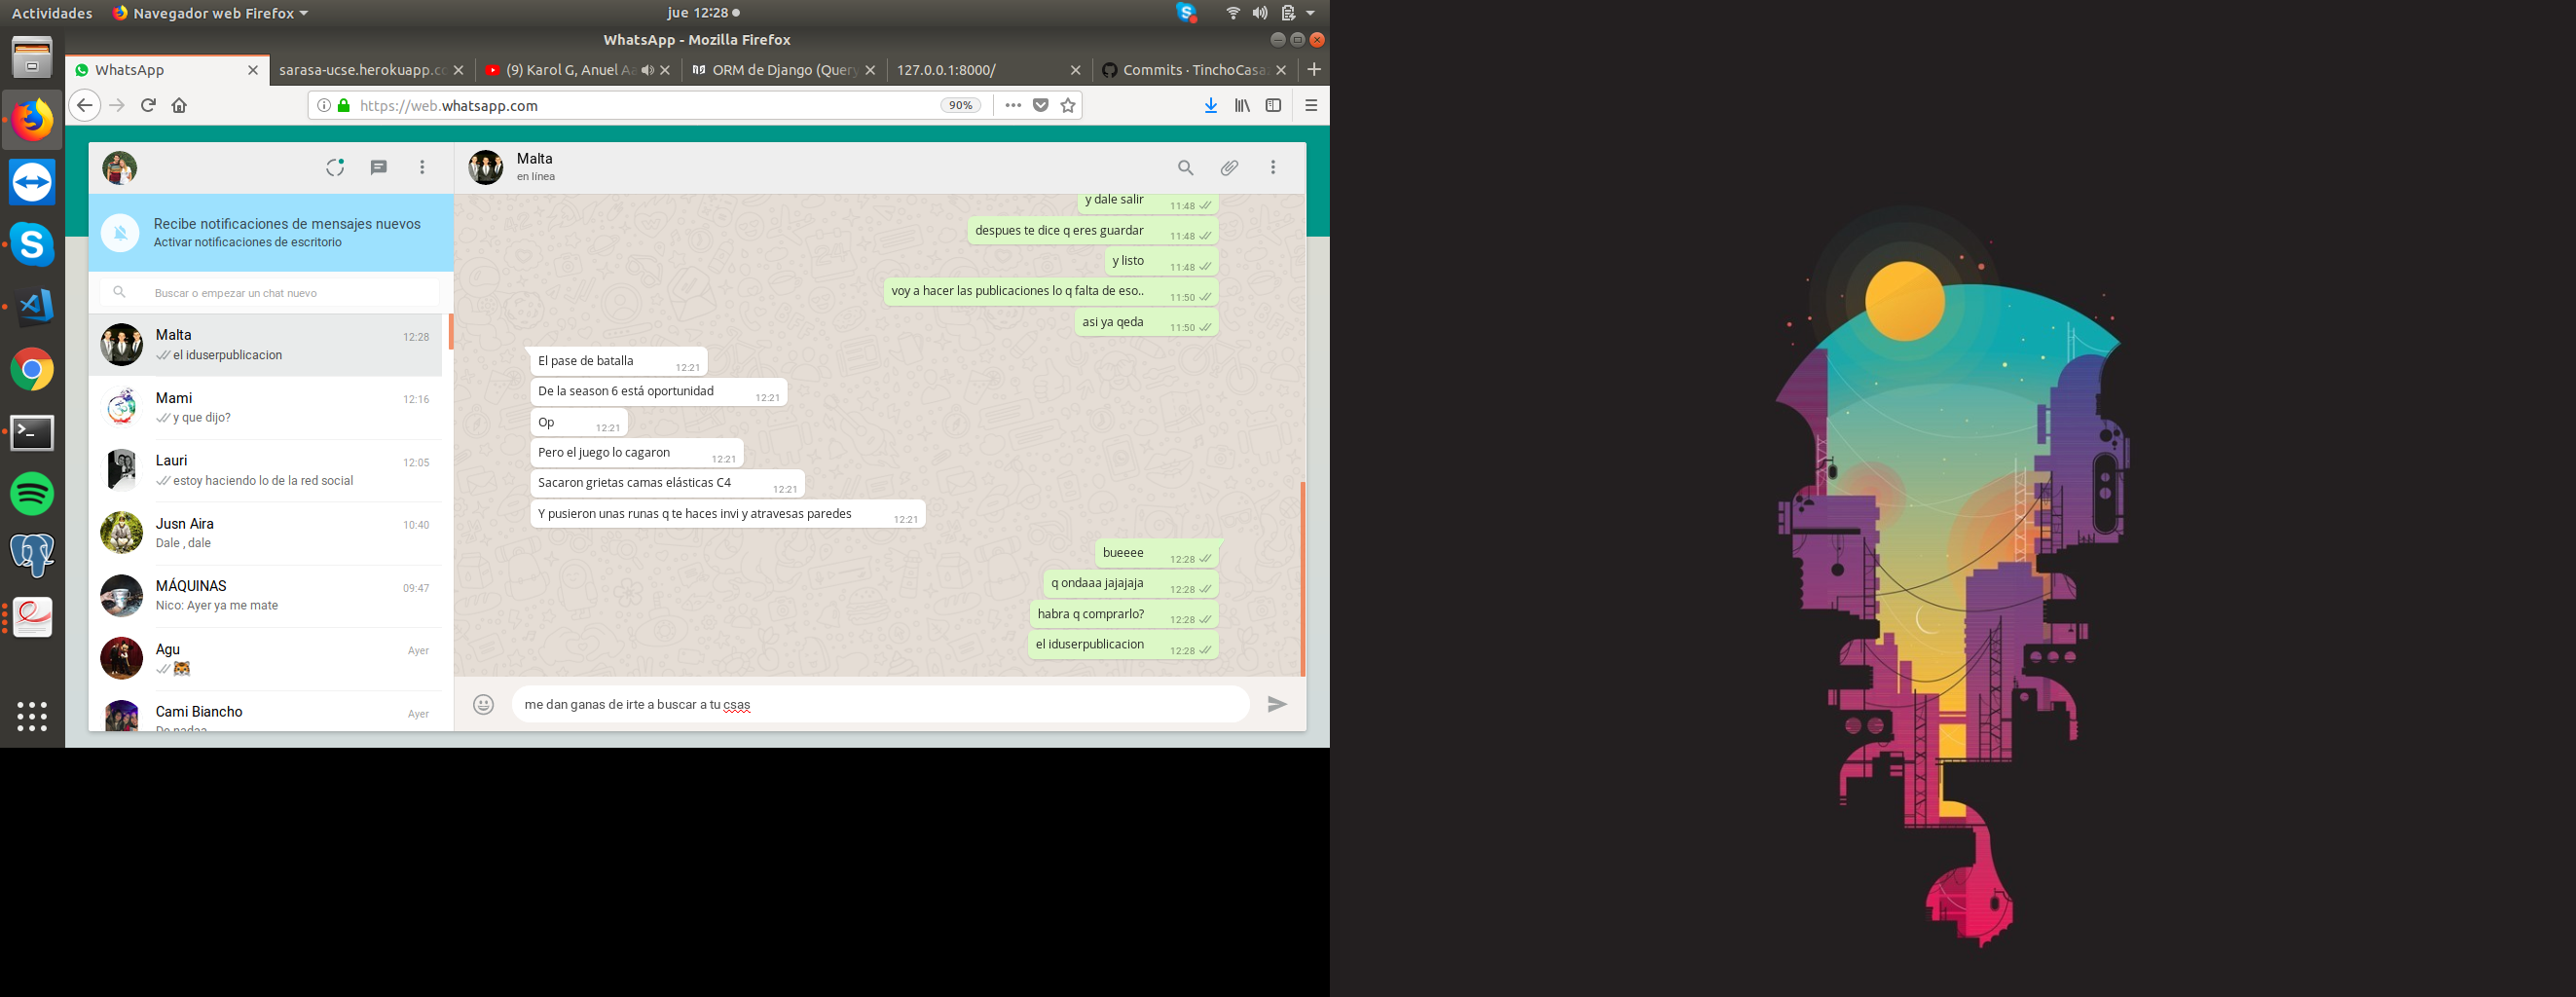 Actividades Navegador web Firefox jue 12:28
WhatsApp - Mozilla Firefox
WhatsApp sarasa-ucse.herokuapp.co (9) Karol G, Anuel Aa ORM de Django (Query 127.0.0.1:8000/ Commits · TinchoCasa
https://web.whatsapp.com 90%
Malta
en línea
Recibe notificaciones de mensajes nuevos
Activar notificaciones de escritorio
Buscar o empezar un chat nuevo
Malta 12:28
el iduserpublicacion
Mami 12:16
y que dijo?
Lauri 12:05
estoy haciendo lo de la red social
Jusn Aira 10:40
Dale , dale
MÁQUINAS 09:47
Nico: Ayer ya me mate
Agu Ayer
Cami Biancho Ayer
De nadaa
y dale salir 11:48
despues te dice q eres guardar 11:48
y listo 11:48
voy a hacer las publicaciones lo q falta de eso.. 11:50
asi ya qeda 11:50
El pase de batalla 12:21
De la season 6 está oportunidad 12:21
Op 12:21
Pero el juego lo cagaron 12:21
Sacaron grietas camas elásticas C4 12:21
Y pusieron unas runas q te haces invi y atravesas paredes 12:21
bueeee 12:28
q ondaaa jajajaja 12:28
habra q comprarlo? 12:28
el iduserpublicacion 12:28
me dan ganas de irte a buscar a tu csas